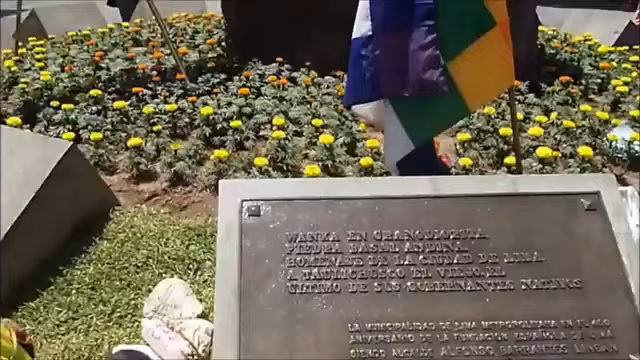 WANKA EN GRANODIORITA,
PIEDRA BASAL ANDINA.
HOMENAJE DE LA CIUDAD DE LIMA,
A TAULICHUSCO EL VIEJO, EL
ULTIMO DE SUS GOBERNANTES NATIVOS
LA MUNICIPALIDAD DE LIMA METROPOLITANA EN EL 450
ANIVERSARIO DE LA FUNDACION ESPAÑOLA DE LIMA
SIENDO ALCALDE ALFONSO BARRANTES LINGAN